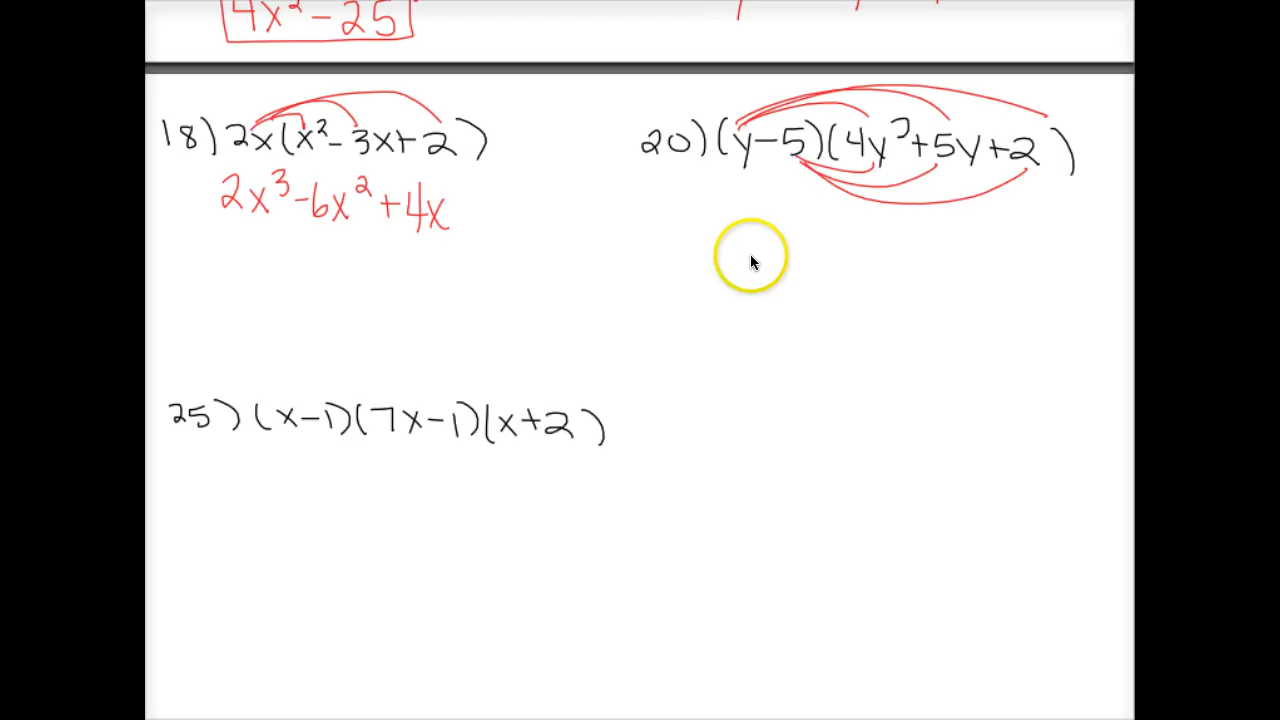 4x² - 25
18) 2x(x² - 3x + 2)
2x³ - 6x² + 4x
20) (y - 5)(4y² + 5y + 2)
25) (x - 1)(7x - 1)(x + 2)